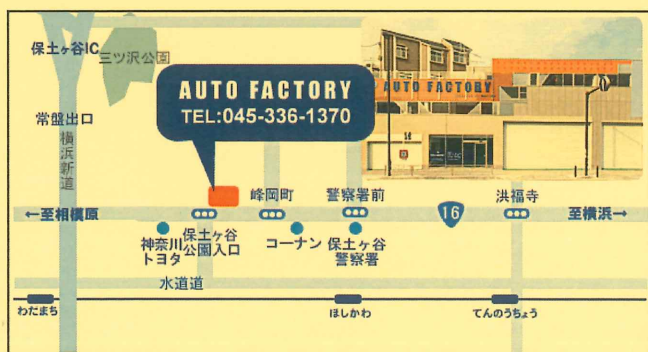 保土ヶ谷IC
三ツ沢公園
AUTO FACTORY
TEL:045-336-1370
AUTO FACTORY
常盤出口
横浜新道
峰岡町
警察署前
洪福寺
16
←至相模原
至横浜→
神奈川
トヨタ
保土ヶ谷
公園入口
コーナン
保土ヶ谷
警察署
水道道
わだまち
ほしかわ
てんのうちょう